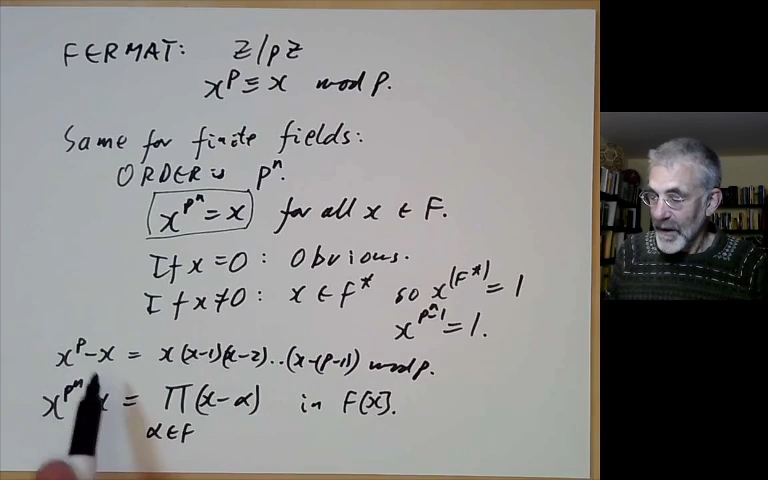 FERMAT: Z/pZ
x^p ≡ x mod p.
Same for finite fields:
ORDER is p^n.
x^{p^n} = x for all x ∈ F.
If x = 0 : Obvious.
If x ≠ 0 : x ∈ F* so x^{|F*|} = 1
x^{p^n-1} = 1.
x^p - x = x(x-1)(x-2)..(x-(p-1)) mod p.
x^{p^n} x = ∏ (x-α) in F[x].
α∈F